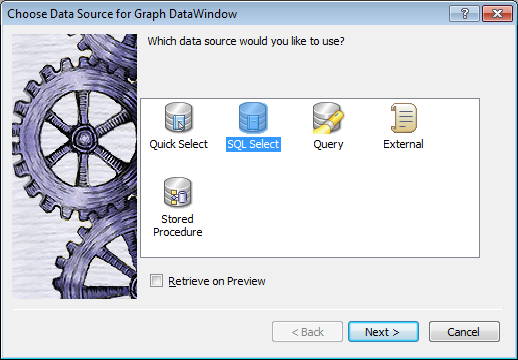 Choose Data Source for Graph DataWindow
Which data source would you like to use?
Quick Select
SQL Select
Query
External
Stored
Procedure
Retrieve on Preview
< Back
Next >
Cancel